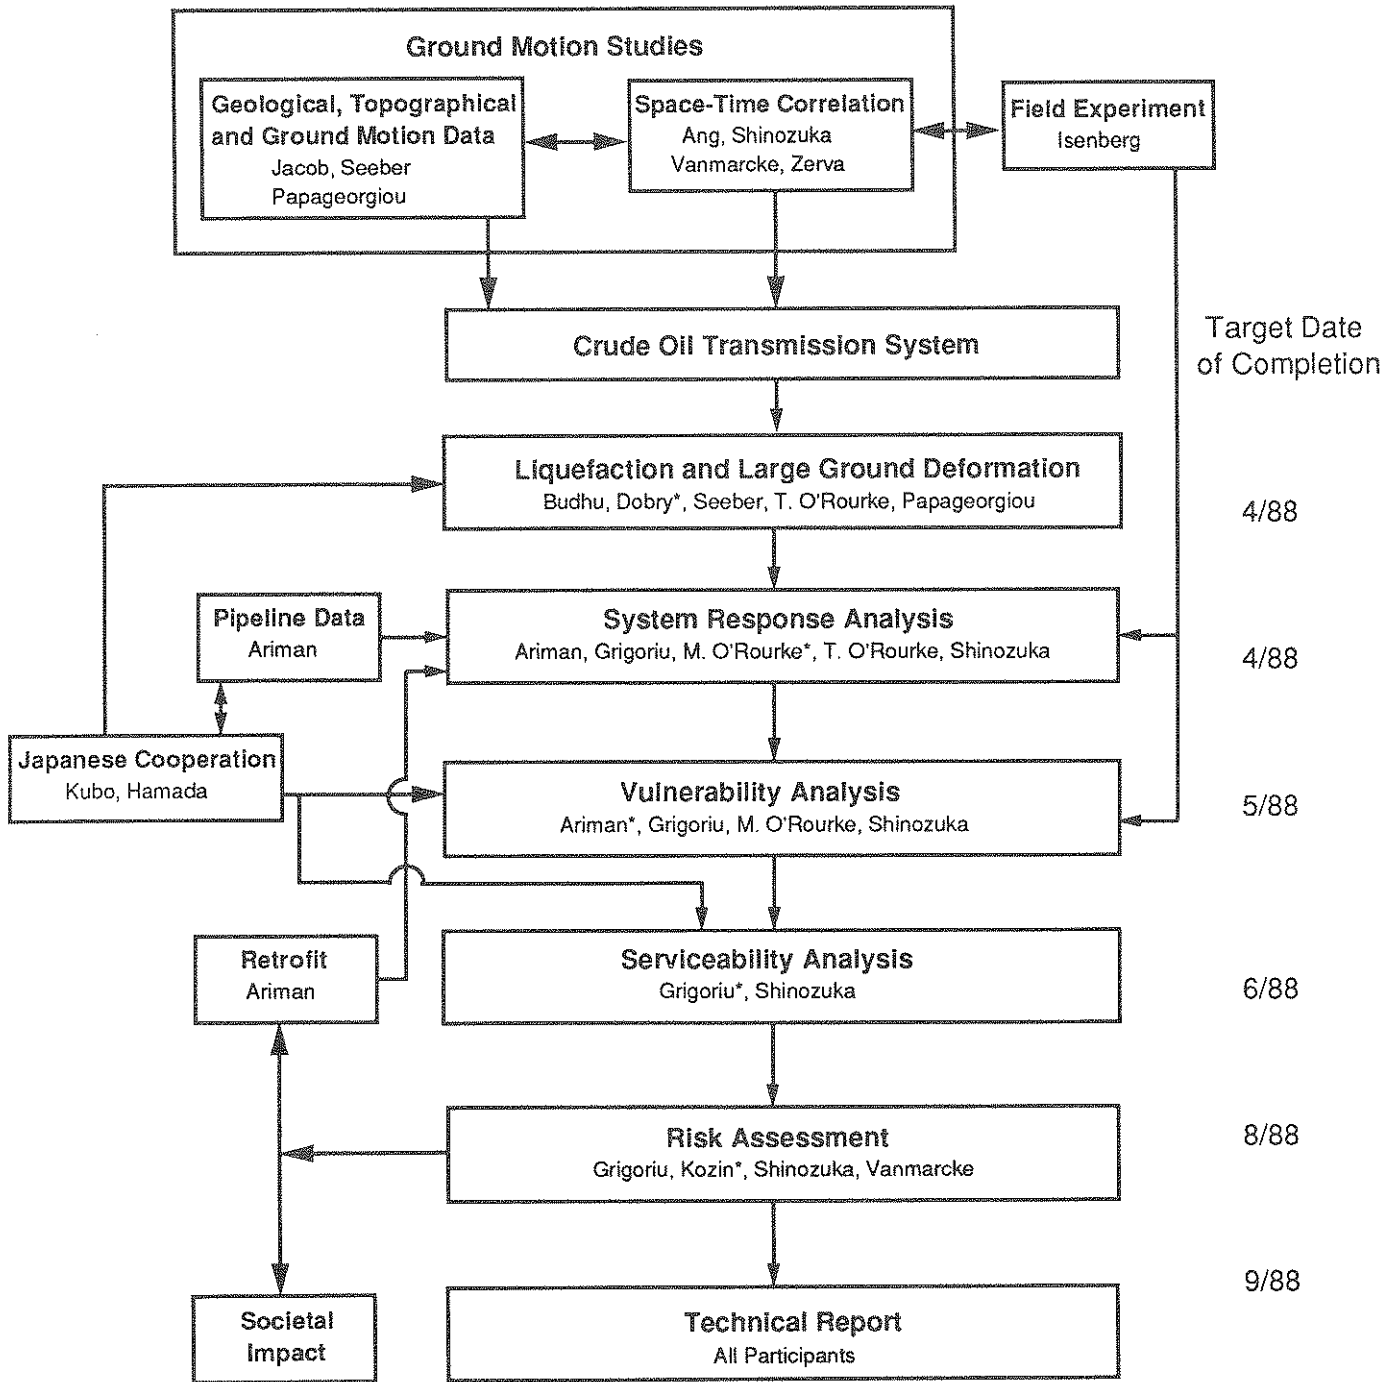 Ground Motion Studies
Geological, Topographical
and Ground Motion Data
Jacob, Seeber
Papageorgiou
Space-Time Correlation
Ang, Shinozuka
Vanmarcke, Zerva
Field Experiment
Isenberg
Crude Oil Transmission System
Target Date
of Completion
Liquefaction and Large Ground Deformation
Budhu, Dobry*, Seeber, T. O'Rourke, Papageorgiou
4/88
Pipeline Data
Ariman
System Response Analysis
Ariman, Grigoriu, M. O'Rourke*, T. O'Rourke, Shinozuka
4/88
Japanese Cooperation
Kubo, Hamada
Vulnerability Analysis
Ariman*, Grigoriu, M. O'Rourke, Shinozuka
5/88
Retrofit
Ariman
Serviceability Analysis
Grigoriu*, Shinozuka
6/88
Risk Assessment
Grigoriu, Kozin*, Shinozuka, Vanmarcke
8/88
Societal
Impact
Technical Report
All Participants
9/88